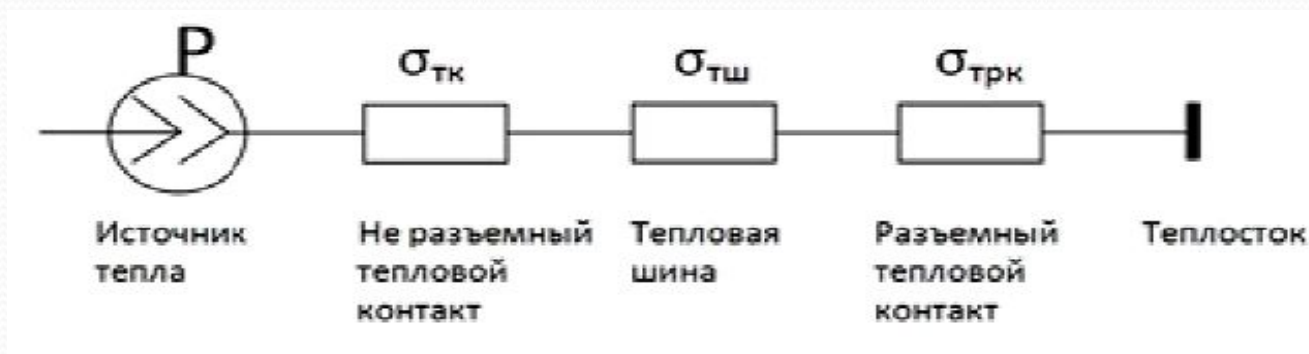 P
σтк
σтш
σтрк
Источник
тепла
Не разъемный
тепловой
контакт
Тепловая
шина
Разъемный
тепловой
контакт
Теплосток